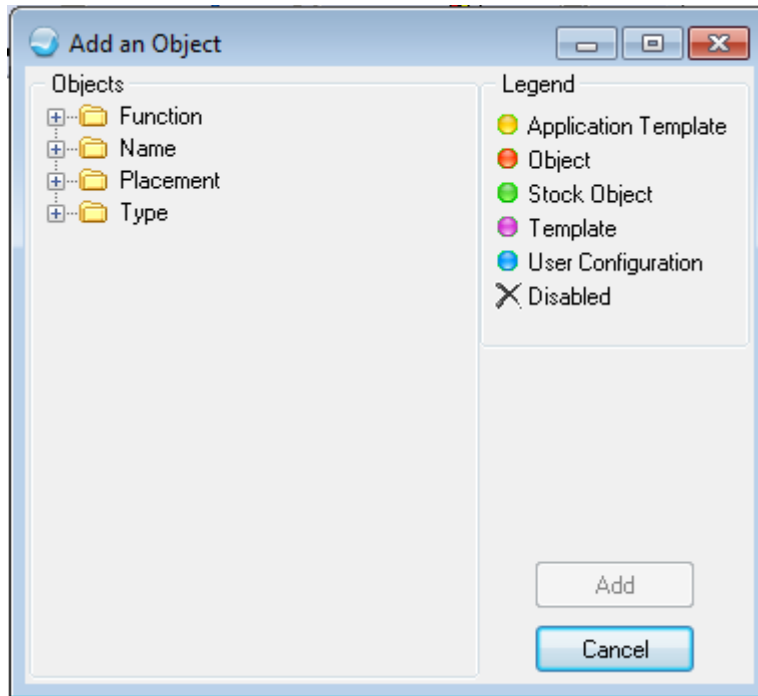 Add an Object
Objects
Function
Name
Placement
Type
Legend
Application Template
Object
Stock Object
Template
User Configuration
Disabled
Add
Cancel